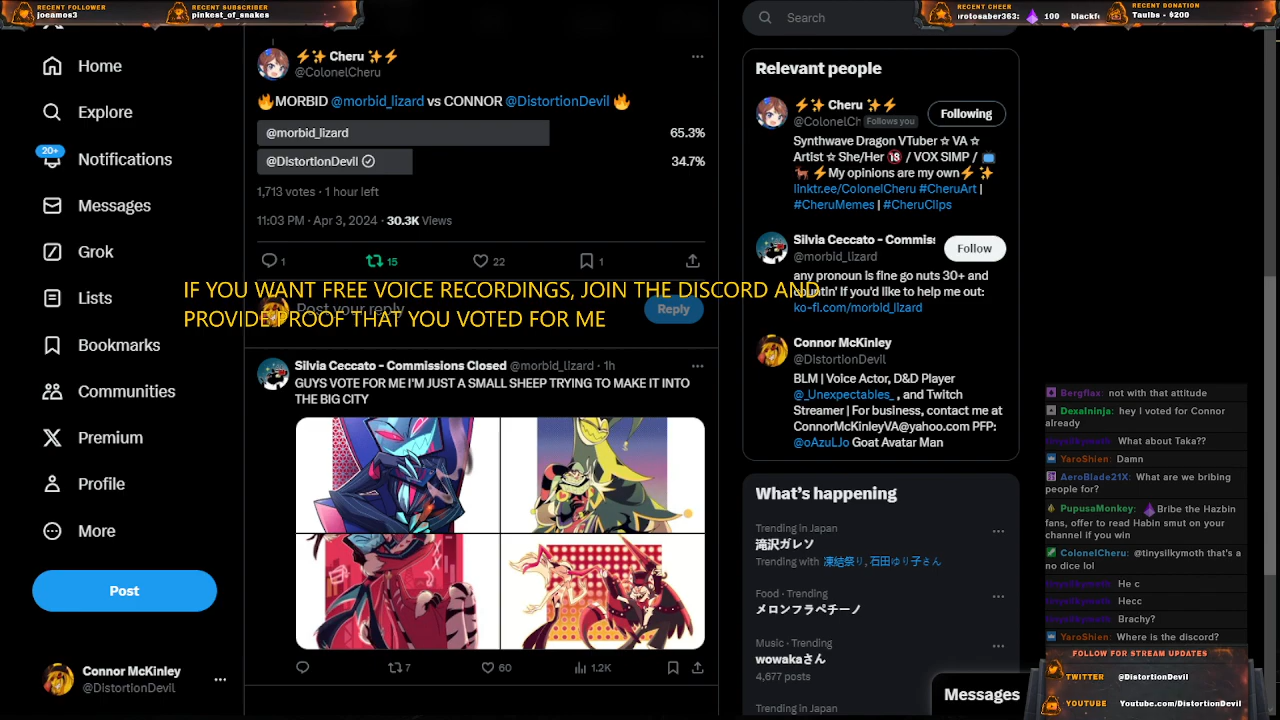 RECENT FOLLOWER
joeamos3
RECENT SUBSCRIBER
pinkest_of_snakes
RECENT CHEER
rotosaber363:
100
blackf
RECENT DONATION
Taulbs - $200
Home
Explore
20+
Notifications
Messages
Grok
Lists
Bookmarks
Communities
Premium
Profile
More
Post
Connor McKinley
@DistortionDevil
⚡✨ Cheru ✨⚡
@ColonelCheru
🔥MORBID @morbid_lizard vs CONNOR @DistortionDevil 🔥
@morbid_lizard
65.3%
@DistortionDevil
34.7%
1,713 votes · 1 hour left
11:03 PM · Apr 3, 2024 · 30.3K Views
1
15
22
1
IF YOU WANT FREE VOICE RECORDINGS, JOIN THE DISCORD AND
PROVIDE PROOF THAT YOU VOTED FOR ME
Post your reply
Reply
Silvia Ceccato - Commissions Closed @morbid_lizard · 1h
GUYS VOTE FOR ME I'M JUST A SMALL SHEEP TRYING TO MAKE IT INTO
THE BIG CITY
7
60
1.2K
Search
Relevant people
⚡✨ Cheru ✨⚡
@ColonelCh
Follows you
Following
Synthwave Dragon VTuber ☆ VA ☆
Artist ☆ She/Her 🔞 / VOX SIMP / 📺
🦌 ⚡My opinions are my own⚡ ✨
linktr.ee/ColonelCheru #CheruArt |
#CheruMemes | #CheruClips
Silvia Ceccato - Commis
@morbid_lizard
Follow
any pronoun is fine go nuts 30+ and
countin' If you'd like to help me out:
ko-fi.com/morbid_lizard
Connor McKinley
@DistortionDevil
BLM | Voice Actor, D&D Player
@_Unexpectables_ , and Twitch
Streamer | For business, contact me at
ConnorMcKinleyVA@yahoo.com PFP:
@oAzuLJo Goat Avatar Man
What's happening
Trending in Japan
滝沢ガレソ
Trending with 凍結祭り, 石田ゆり子さん
Food · Trending
メロンフラペチーノ
Music · Trending
wowakaさん
4,677 posts
Trending in Japan
Messages
Bergflax: not with that attitude
Dexalninja: hey I voted for Connor
already
tinysilkymoth: What about Taka??
YaroShien: Damn
AeroBlade21X: What are we bribing
people for?
PupusaMonkey: Bribe the Hazbin
fans, offer to read Habin smut on your
channel if you win
ColonelCheru: @tinysilkymoth that's a
no dice lol
tinysilkymoth: He c
tinysilkymoth: Hecc
tinysilkymoth: Brachy?
YaroShien: Where is the discord?
FOLLOW FOR STREAM UPDATES
TWITTER
@DistortionDevil
YOUTUBE
Youtube.com/DistortionDevil